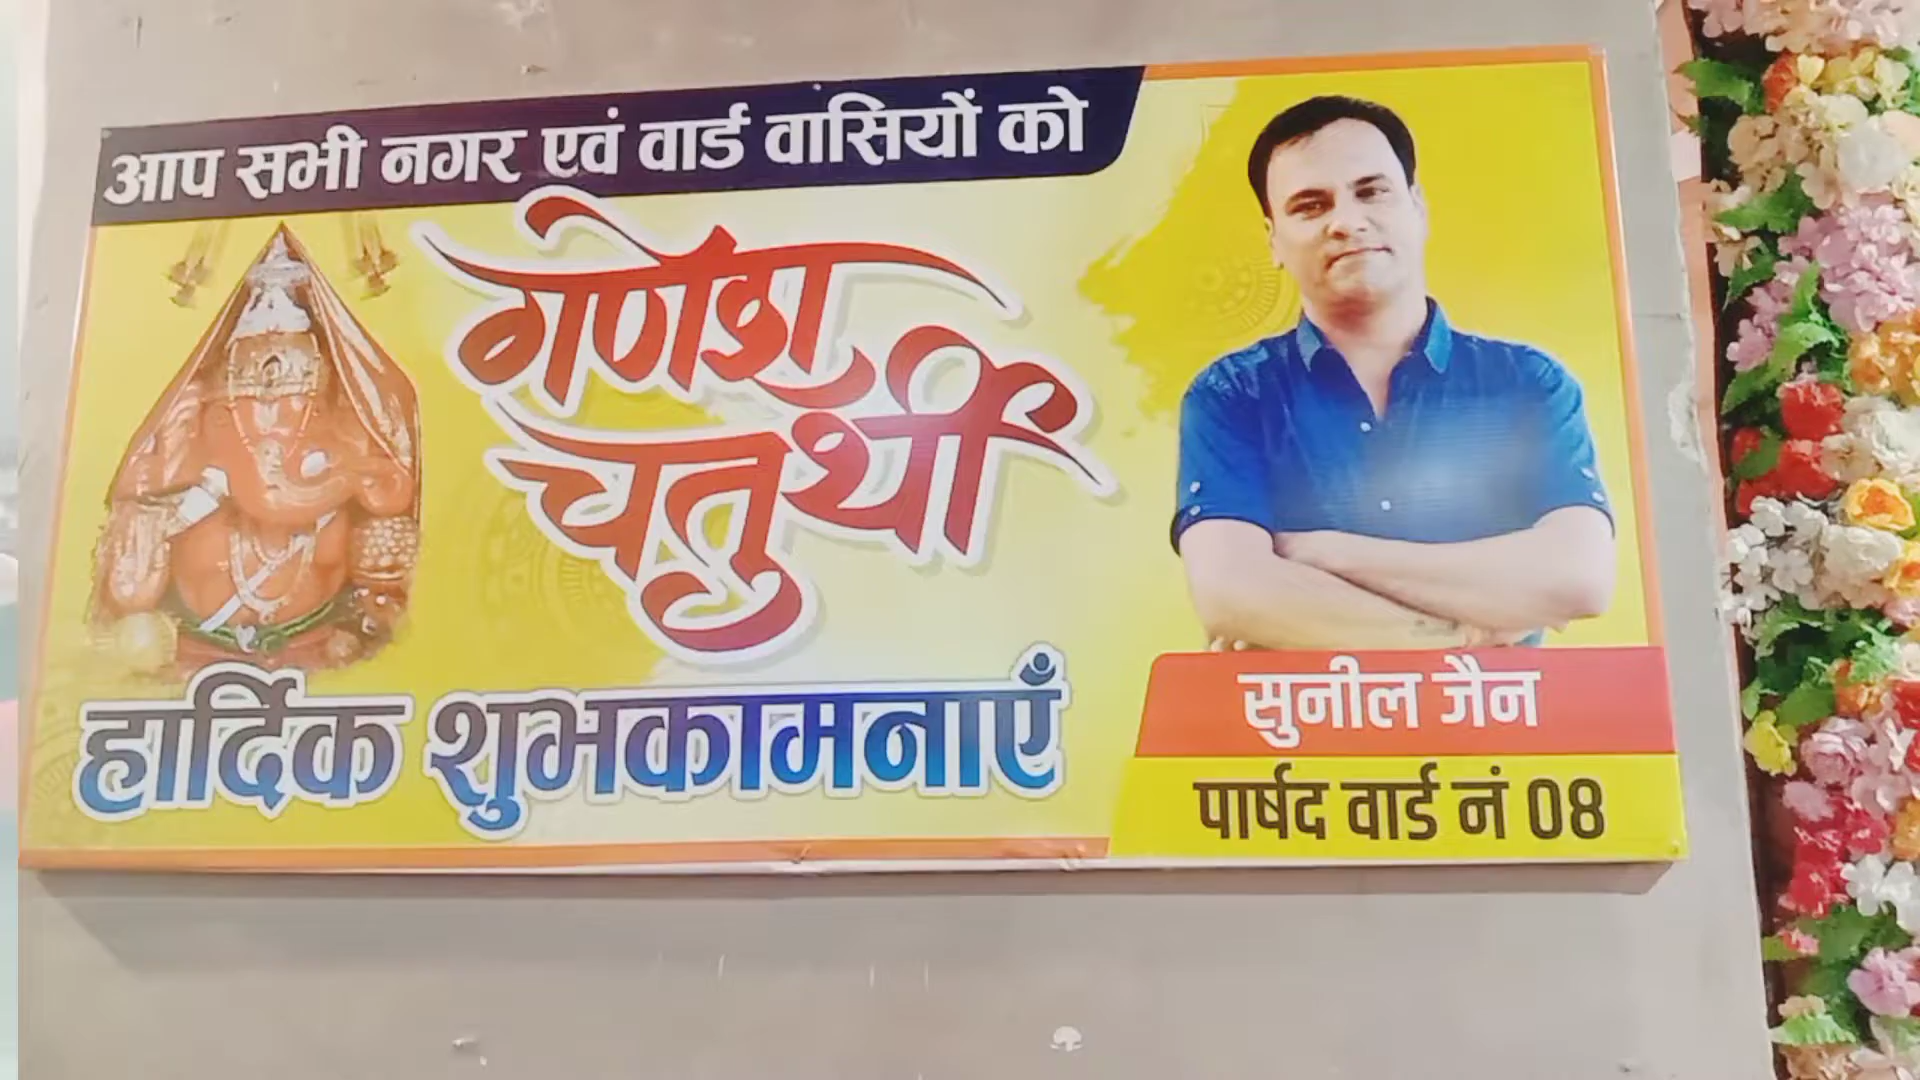 आप सभी नगर एवं वार्ड वासियों को
गणेश
चतुर्थी
हार्दिक शुभकामनाएँ
सुनील जैन
पार्षद वार्ड नं 08